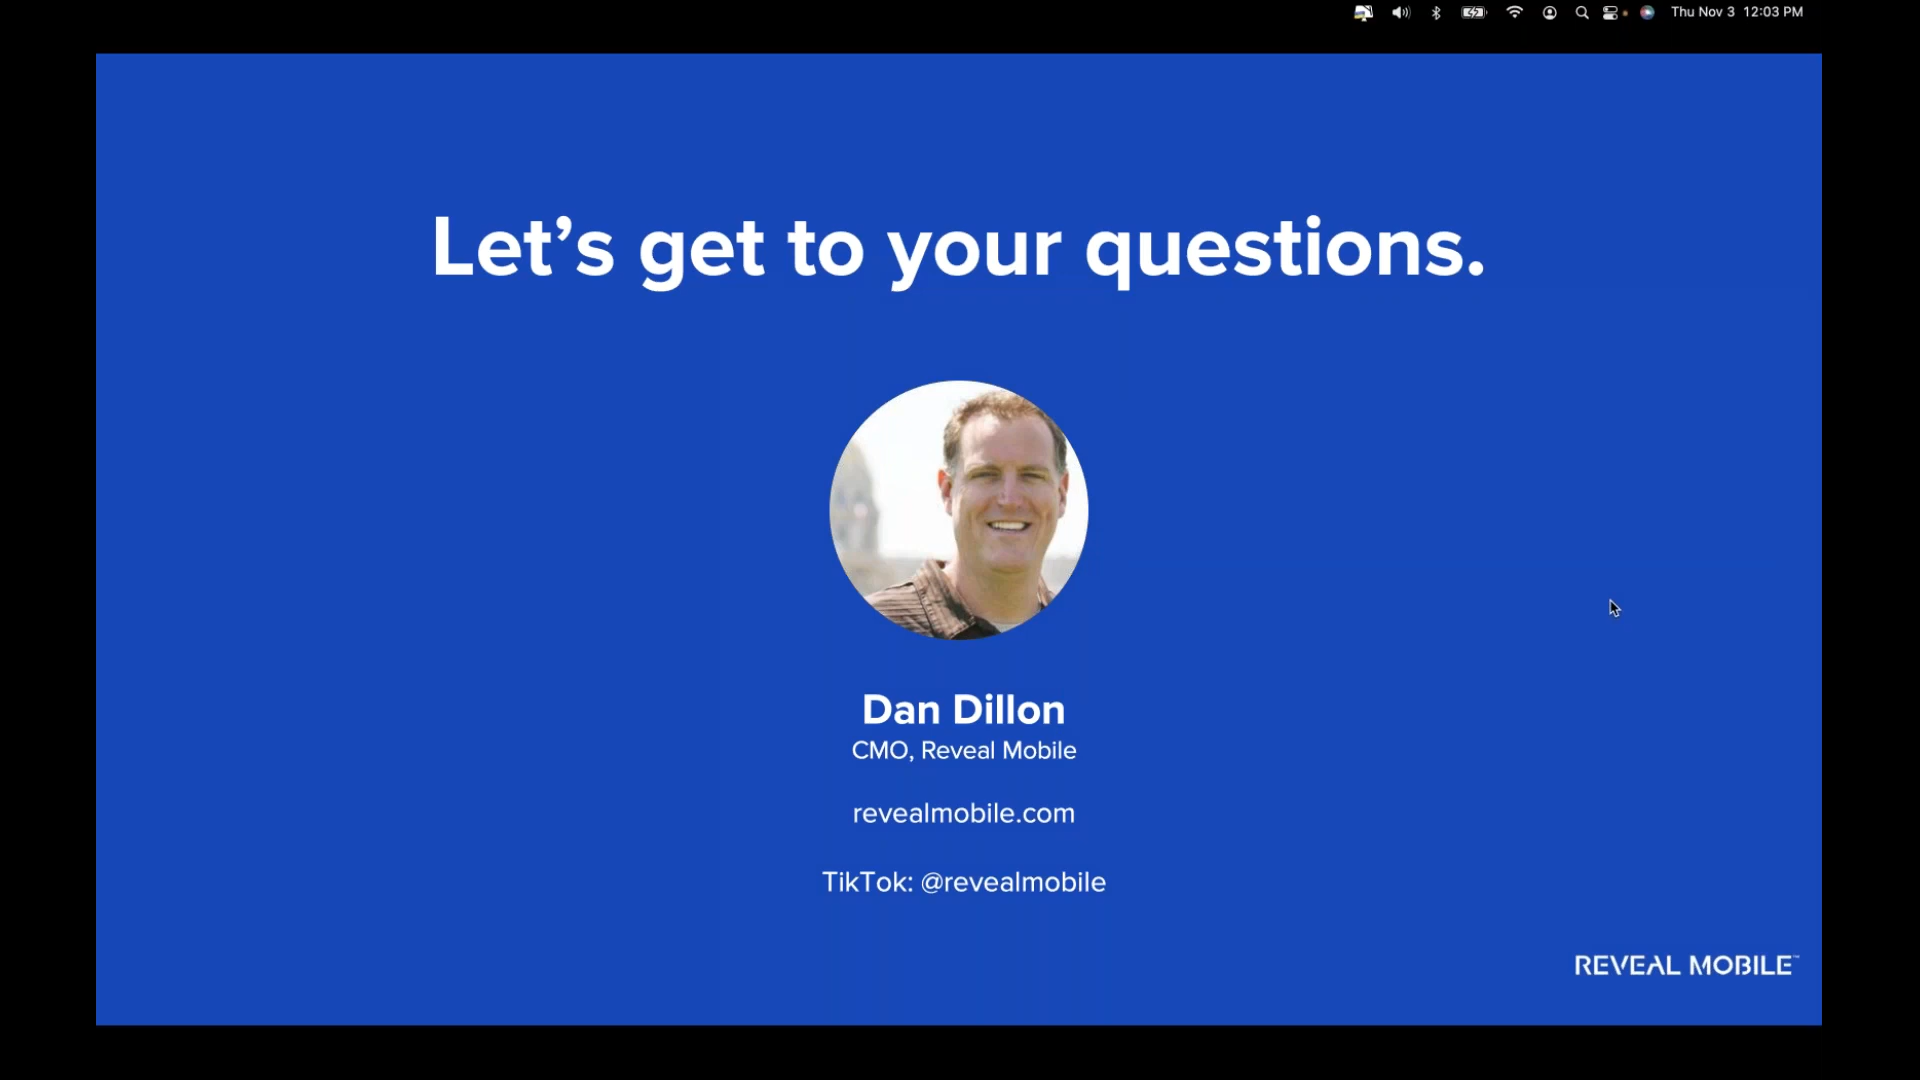 Thu Nov 3 12:03 PM
Let’s get to your questions.
Dan Dillon
CMO, Reveal Mobile
revealmobile.com
TikTok: @revealmobile
REVEAL MOBILE™